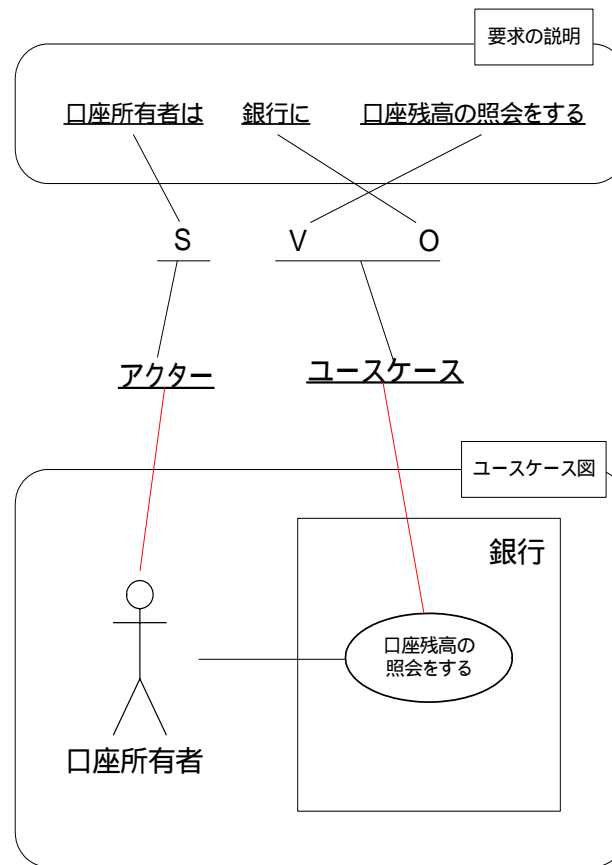 要求の説明
口座所有者は 銀行に 口座残高の照会をする
S V O
アクター ユースケース
ユースケース図
銀行
口座残高の
照会をする
口座所有者